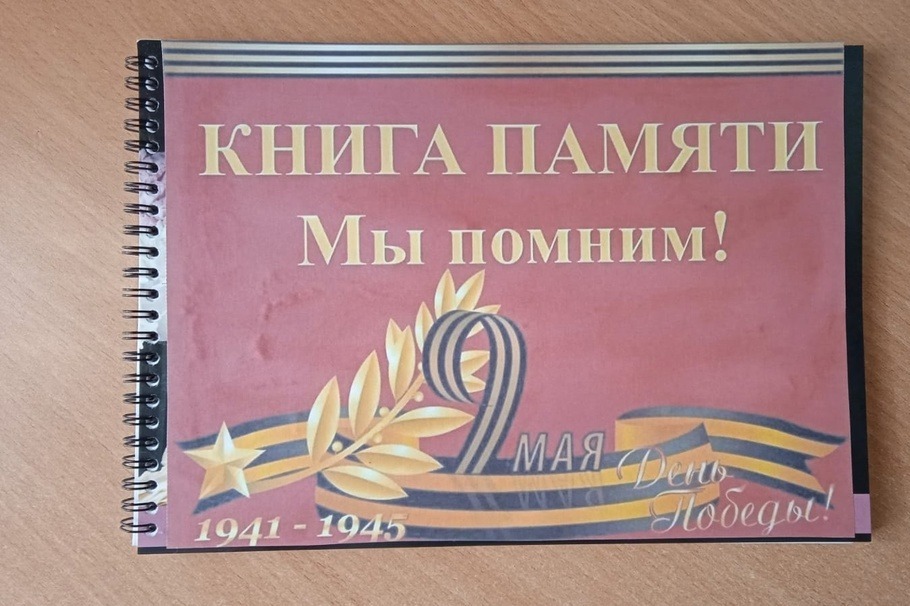 КНИГА ПАМЯТИ
Мы помним!
9 МАЯ
День
Победы!
1941 - 1945